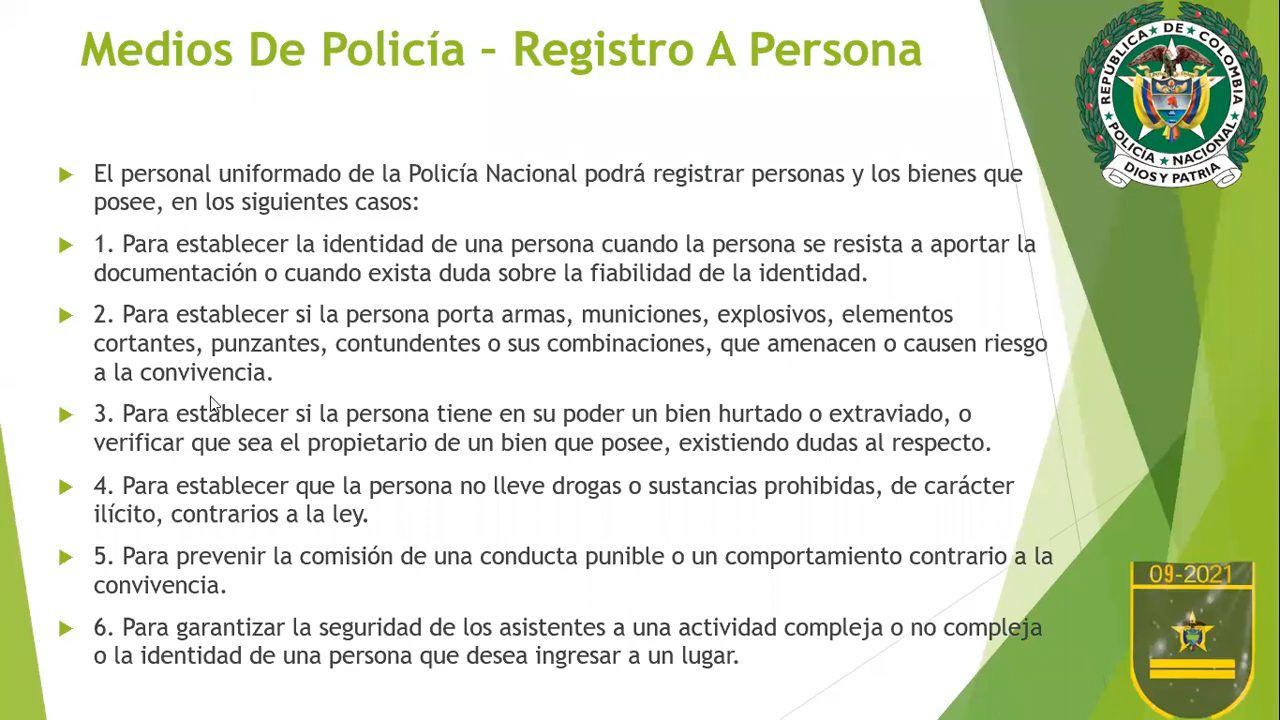 Medios De Policía – Registro A Persona
REPÚBLICA DE COLOMBIA
POLICÍA NACIONAL
DIOS Y PATRIA
El personal uniformado de la Policía Nacional podrá registrar personas y los bienes que
posee, en los siguientes casos:
1. Para establecer la identidad de una persona cuando la persona se resista a aportar la
documentación o cuando exista duda sobre la fiabilidad de la identidad.
2. Para establecer si la persona porta armas, municiones, explosivos, elementos
cortantes, punzantes, contundentes o sus combinaciones, que amenacen o causen riesgo
a la convivencia.
3. Para establecer si la persona tiene en su poder un bien hurtado o extraviado, o
verificar que sea el propietario de un bien que posee, existiendo dudas al respecto.
4. Para establecer que la persona no lleve drogas o sustancias prohibidas, de carácter
ilícito, contrarios a la ley.
5. Para prevenir la comisión de una conducta punible o un comportamiento contrario a la
convivencia.
6. Para garantizar la seguridad de los asistentes a una actividad compleja o no compleja
o la identidad de una persona que desea ingresar a un lugar.
09-2021